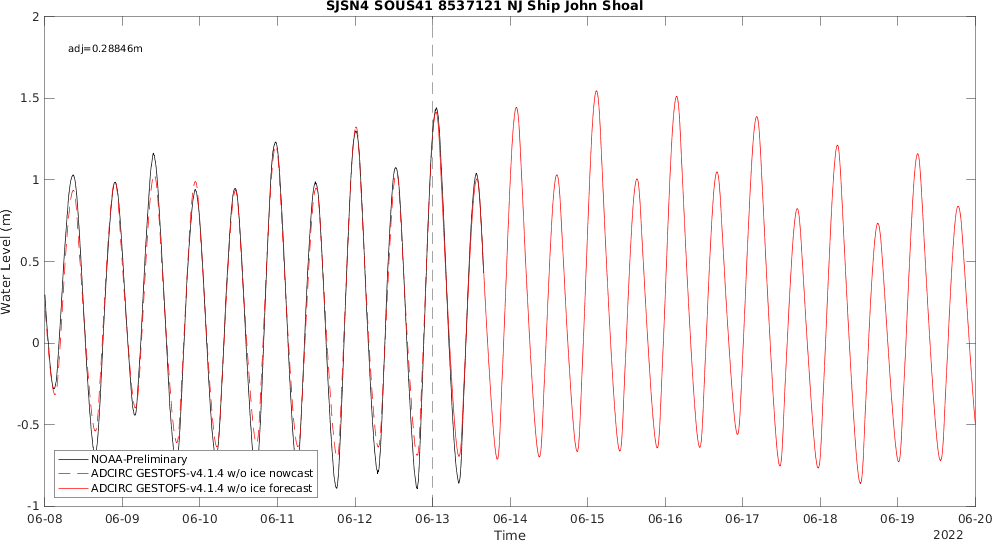 SJSN4 SOUS41 8537121 NJ Ship John Shoal
2
adj=0.28846m
1.5
1
0.5
0
-0.5
-1
Water Level (m)
NOAA-Preliminary
ADCIRC GESTOFS-v4.1.4 w/o ice nowcast
ADCIRC GESTOFS-v4.1.4 w/o ice forecast
06-08 06-09 06-10 06-11 06-12 06-13 06-14 06-15 06-16 06-17 06-18 06-19 06-20
Time
2022